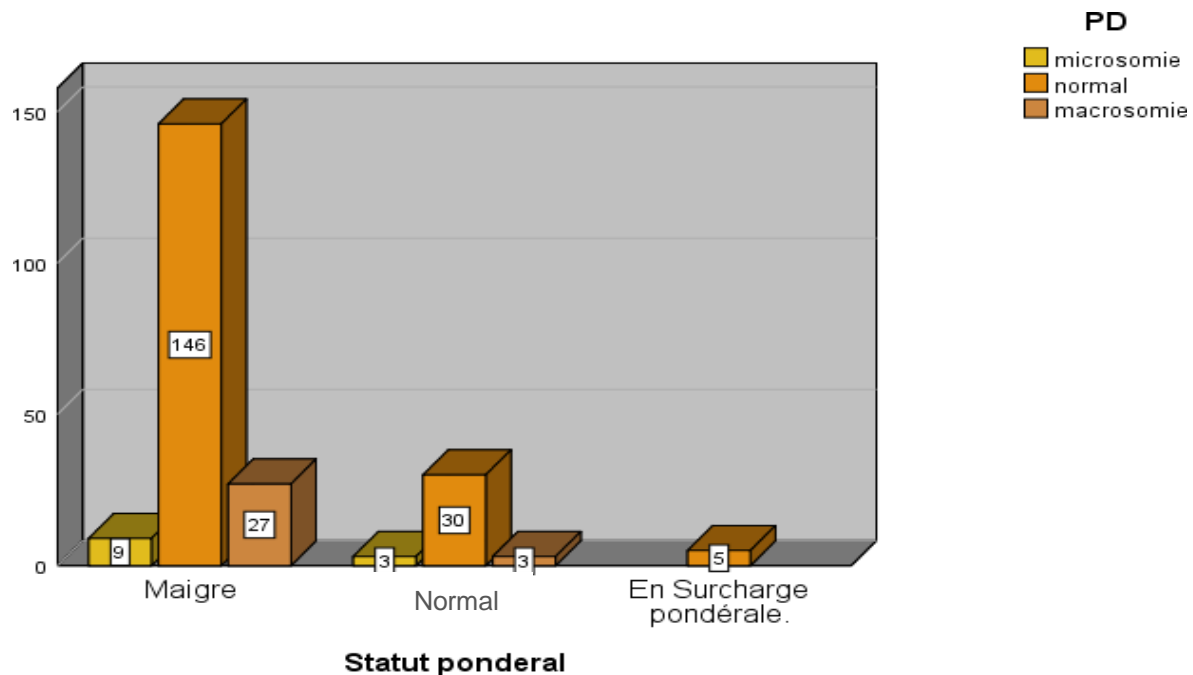 PD
microsomie
normal
macrosomie
150
100
50
0
9
146
27
3
30
3
5
Maigre
Normal
En Surcharge
pondérale.
Statut ponderal